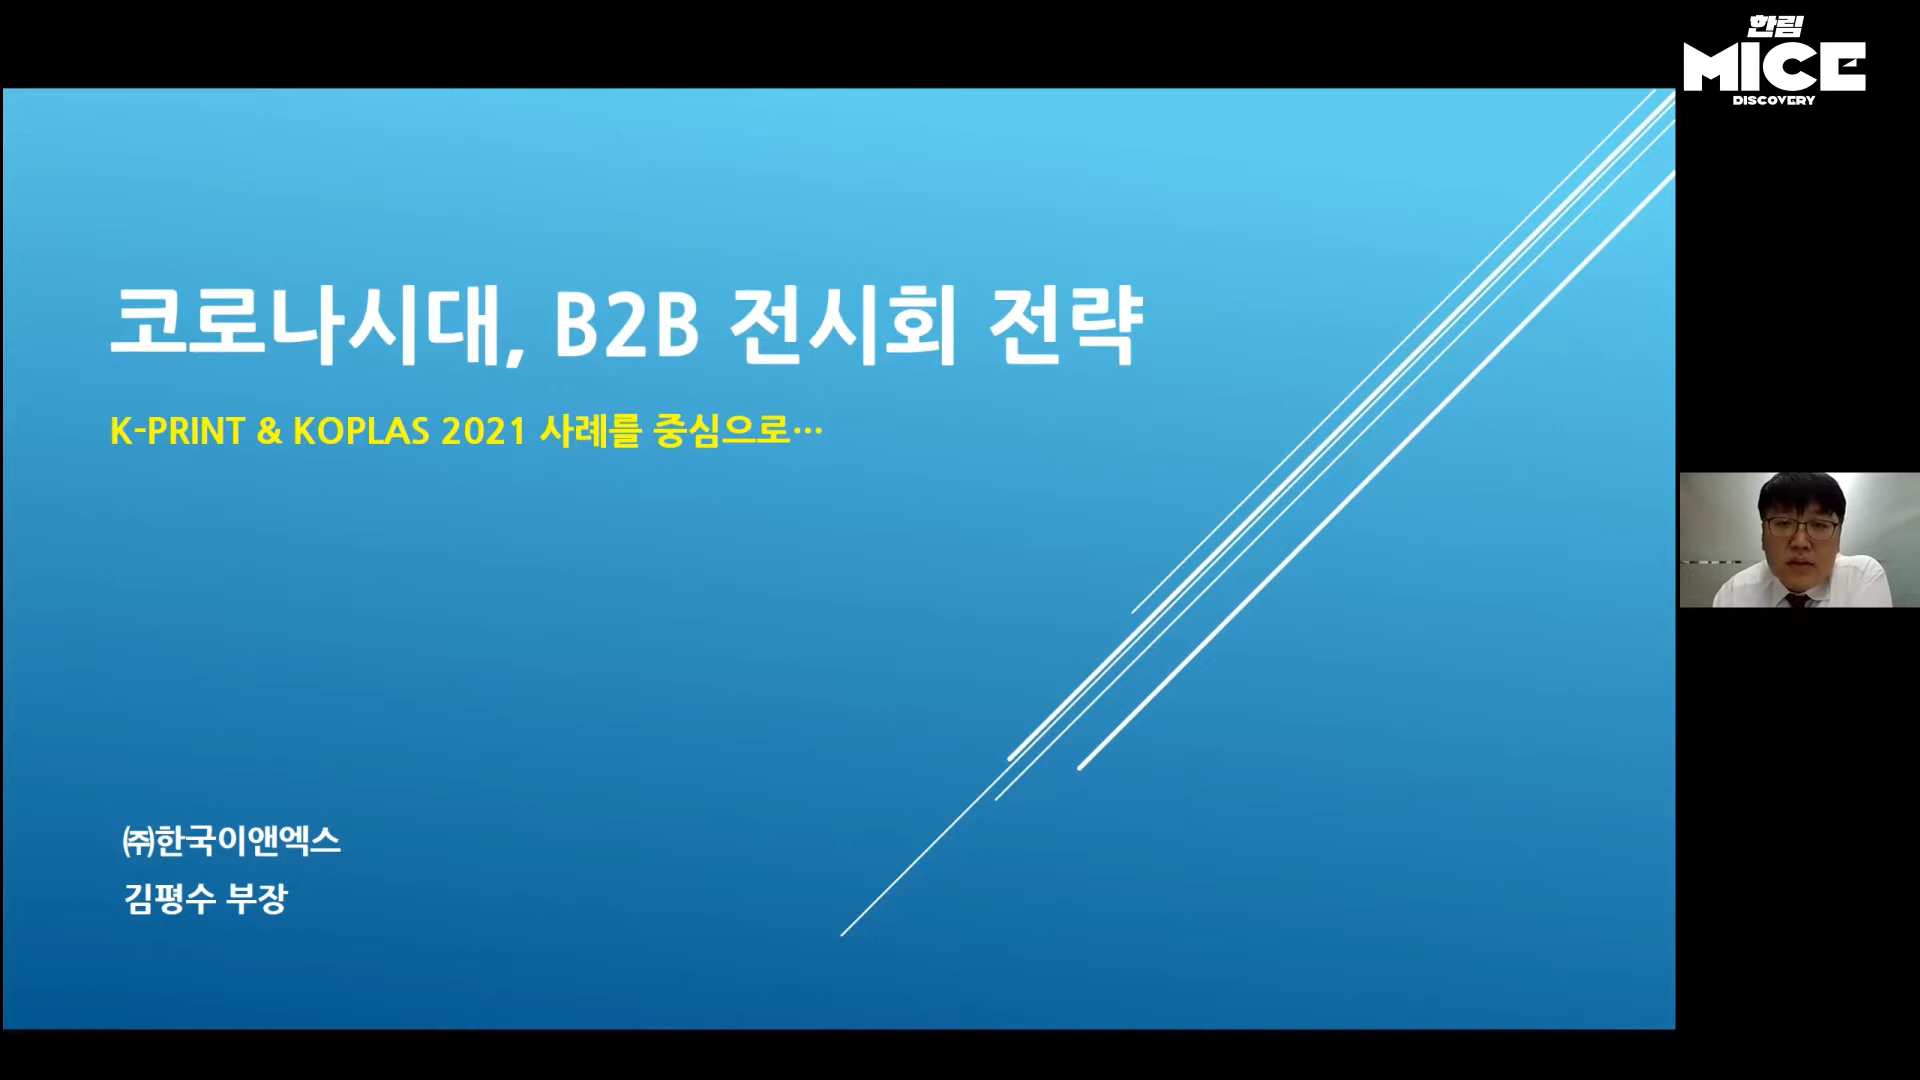 한림
MICE
DISCOVERY
코로나시대, B2B 전시회 전략
K-PRINT & KOPLAS 2021 사례를 중심으로…
㈜한국이앤엑스
김평수 부장